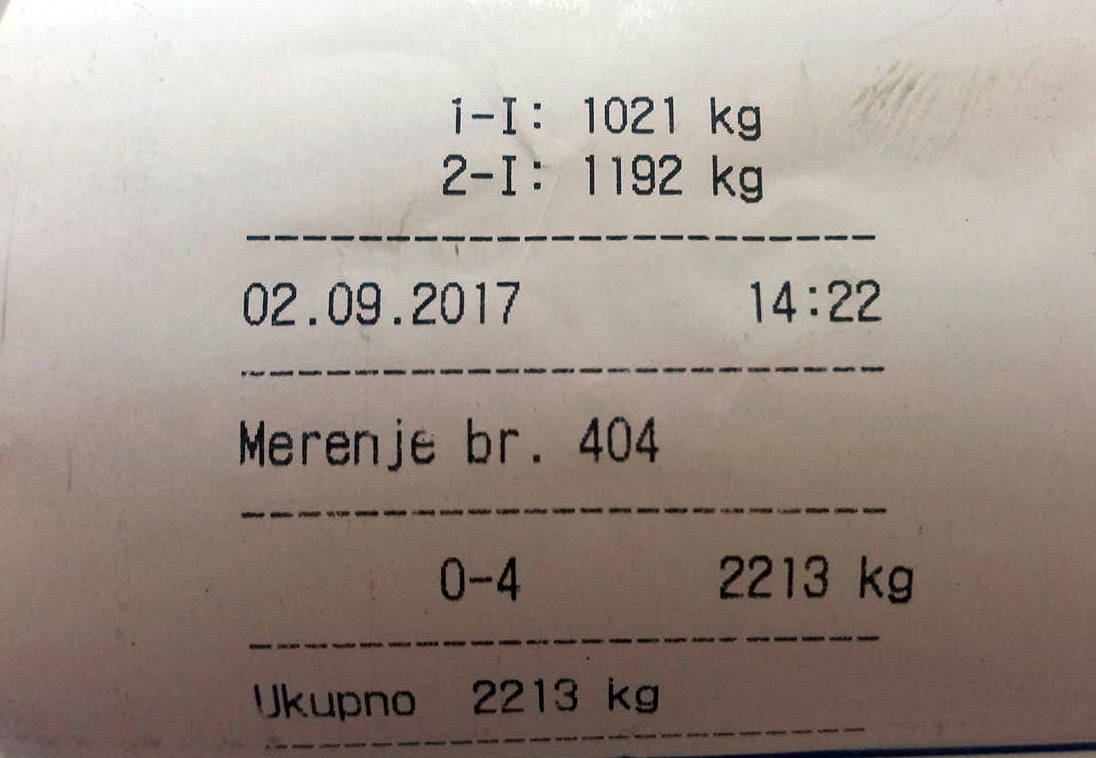 1-I: 1021 kg
2-I: 1192 kg
02.09.2017 14:22
Merenje br. 404
0-4 2213 kg
Ukupno 2213 kg